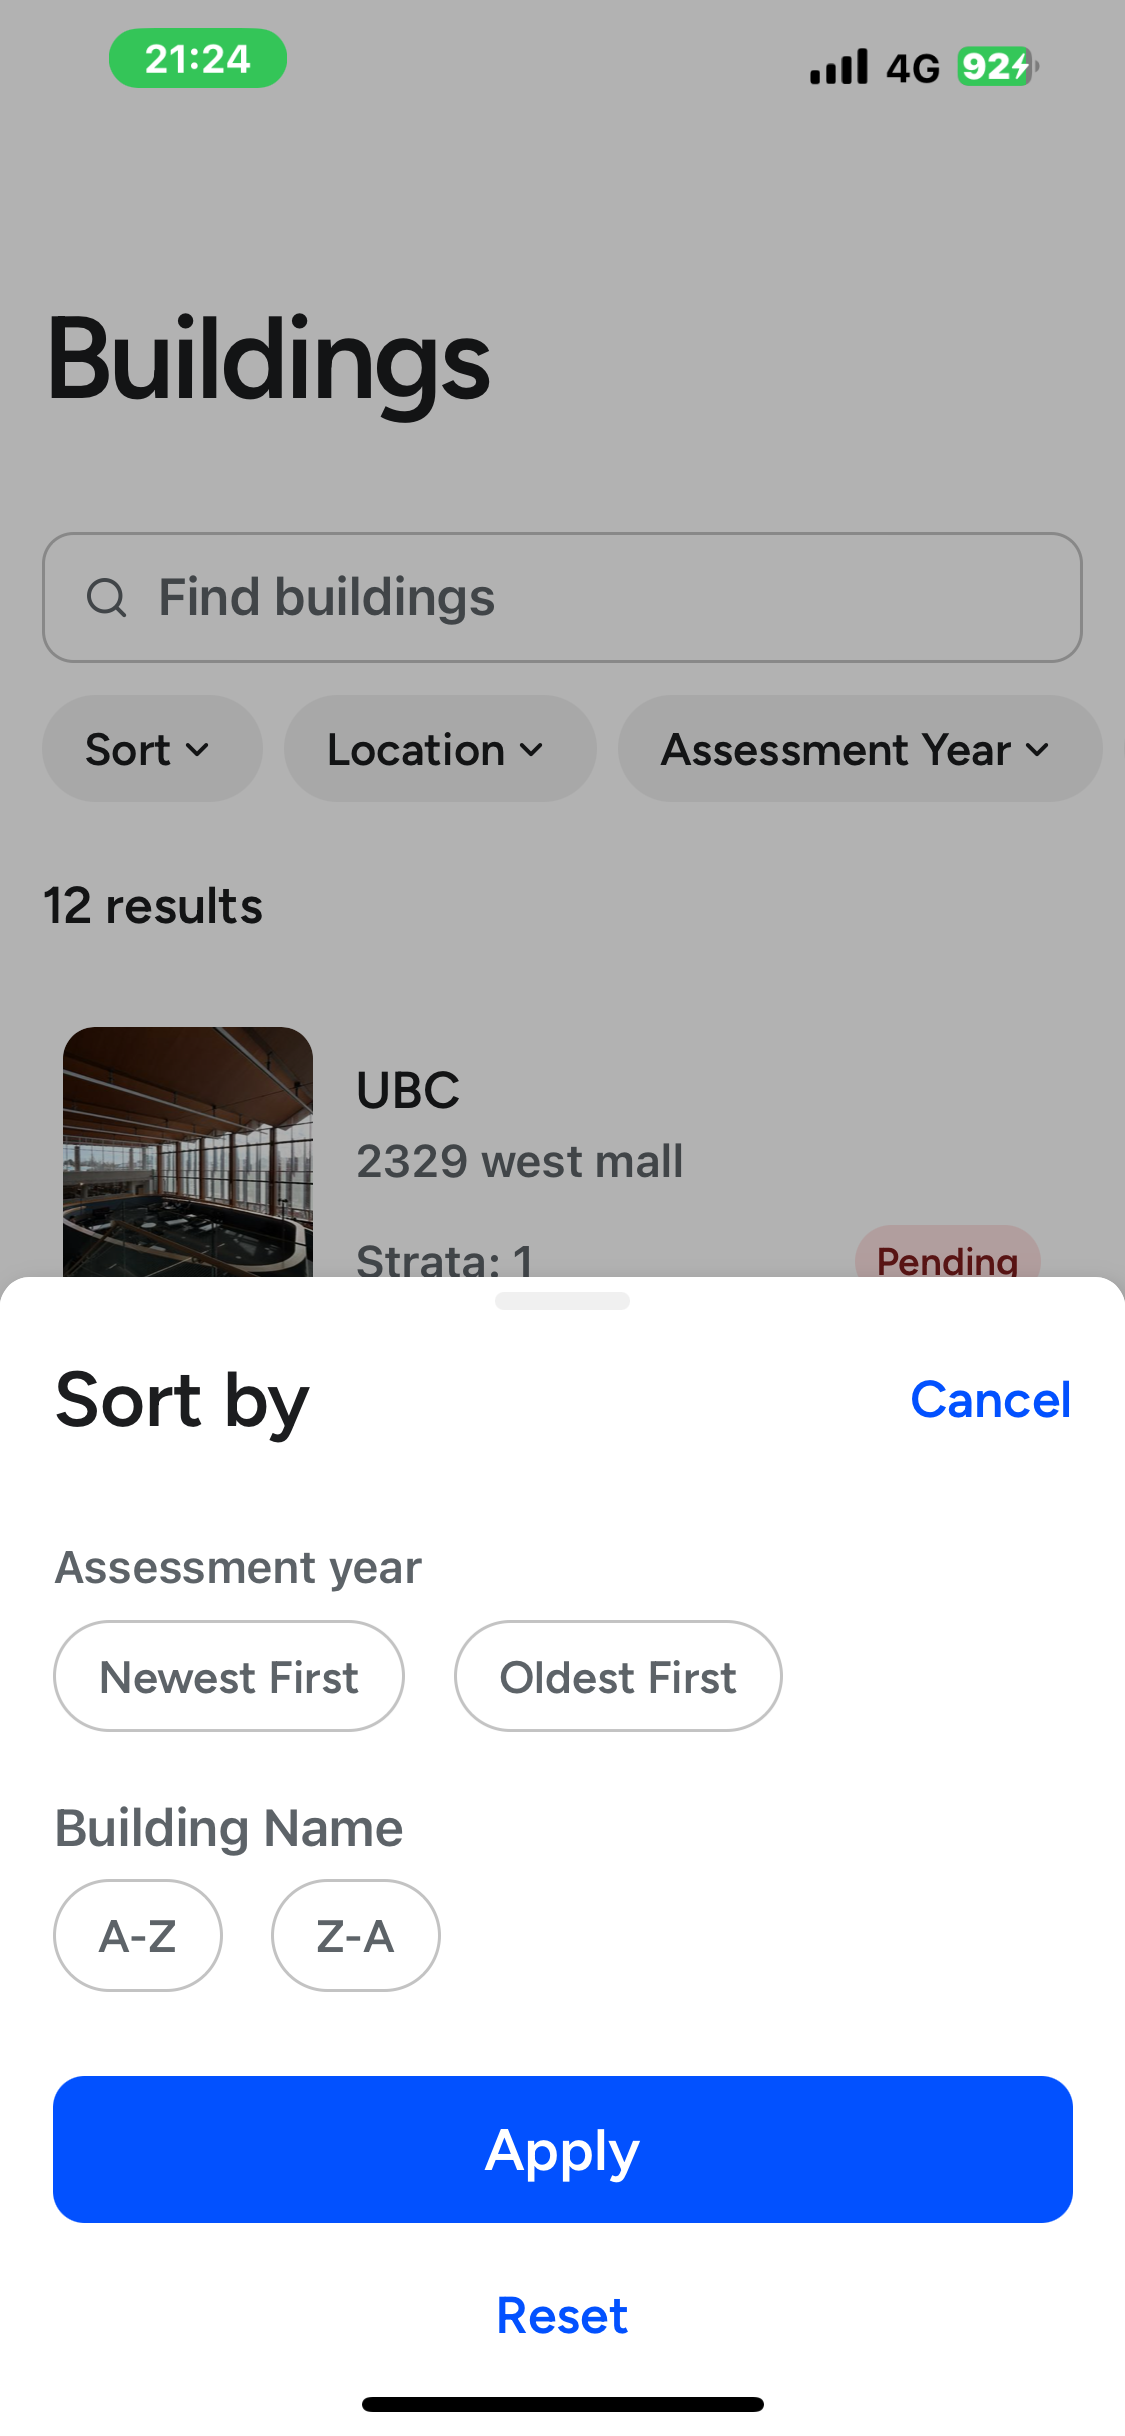 21:24
4G 92
Buildings
Find buildings
Sort Location Assessment Year
12 results
UBC
2329 west mall
Strata: 1 Pending
Sort by Cancel
Assessment year
Newest First Oldest First
Building Name
A-Z Z-A
Apply
Reset